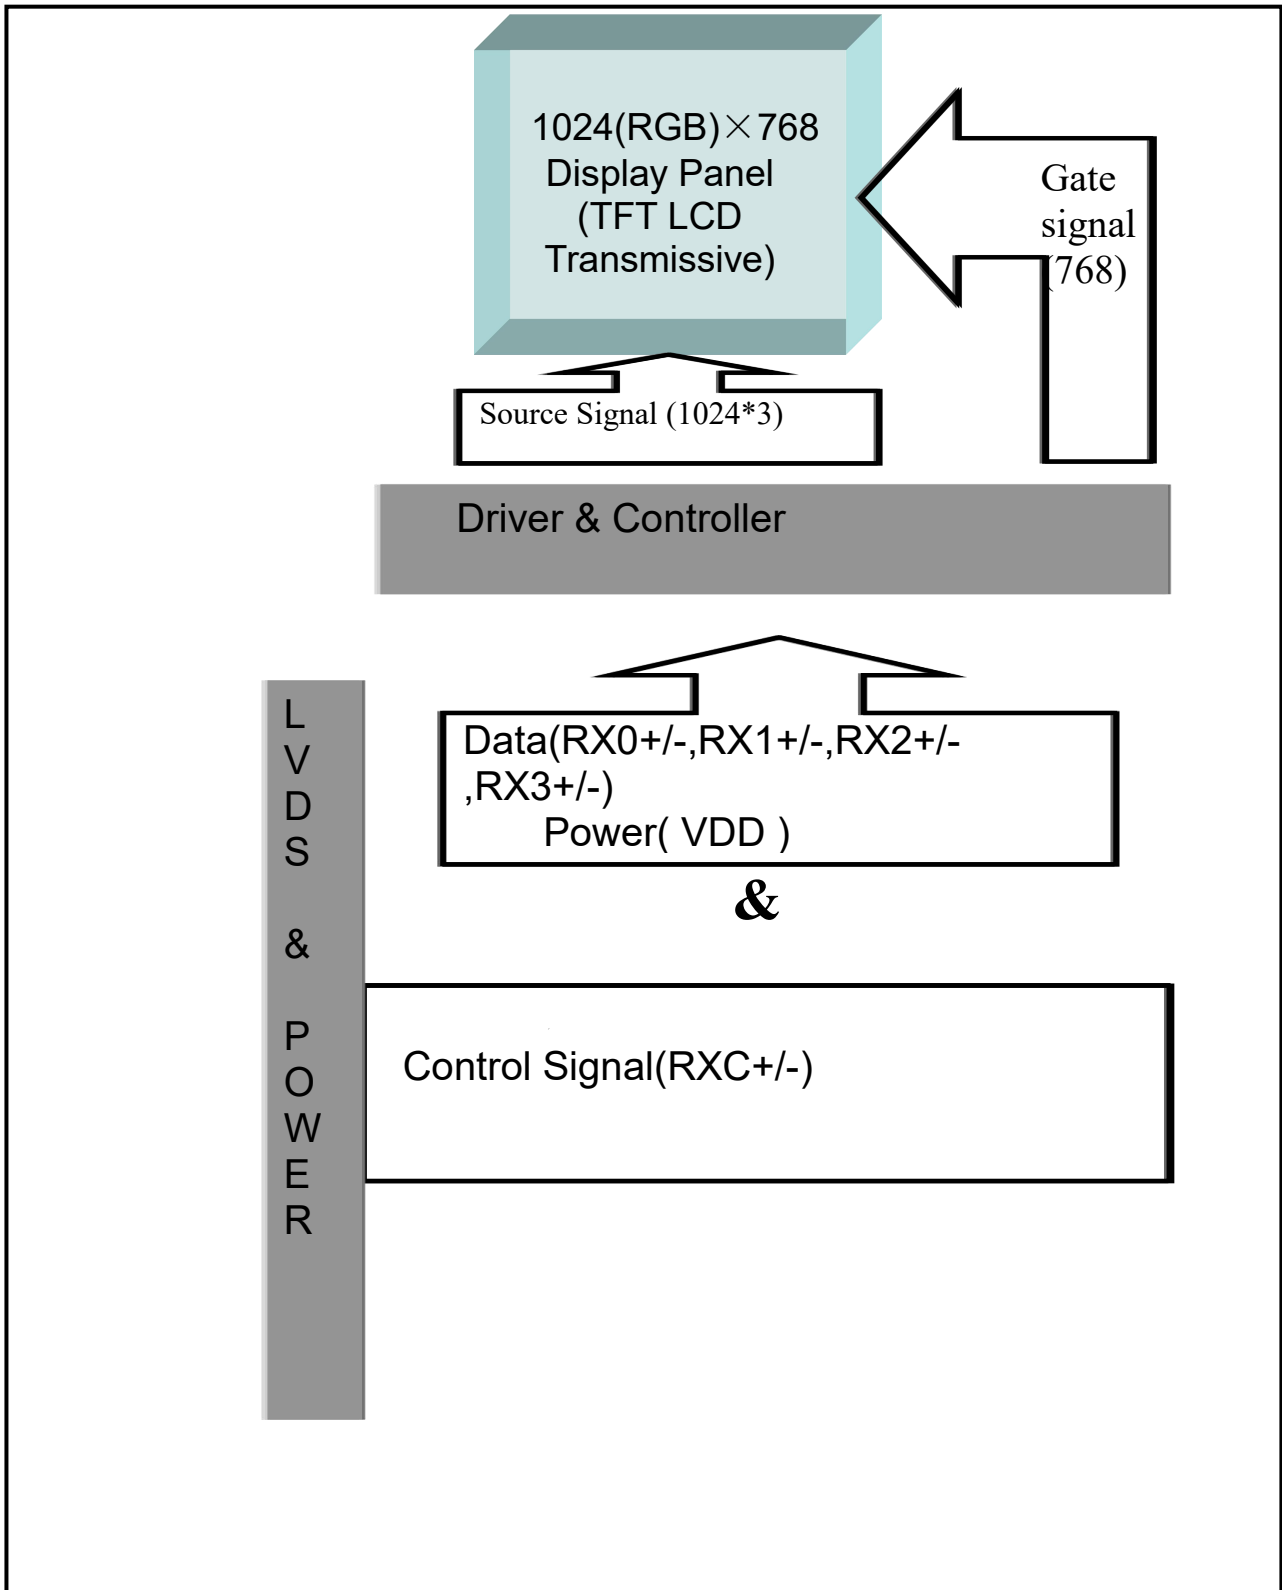 1024(RGB)×768
Display Panel
(TFT LCD
Transmissive)
Gate
signal
(768)
Source Signal (1024*3)
Driver & Controller
L
V
D
S
&
P
O
W
E
R
Data(RX0+/-,RX1+/-,RX2+/-
,RX3+/-)
Power( VDD )
&
Control Signal(RXC+/-)